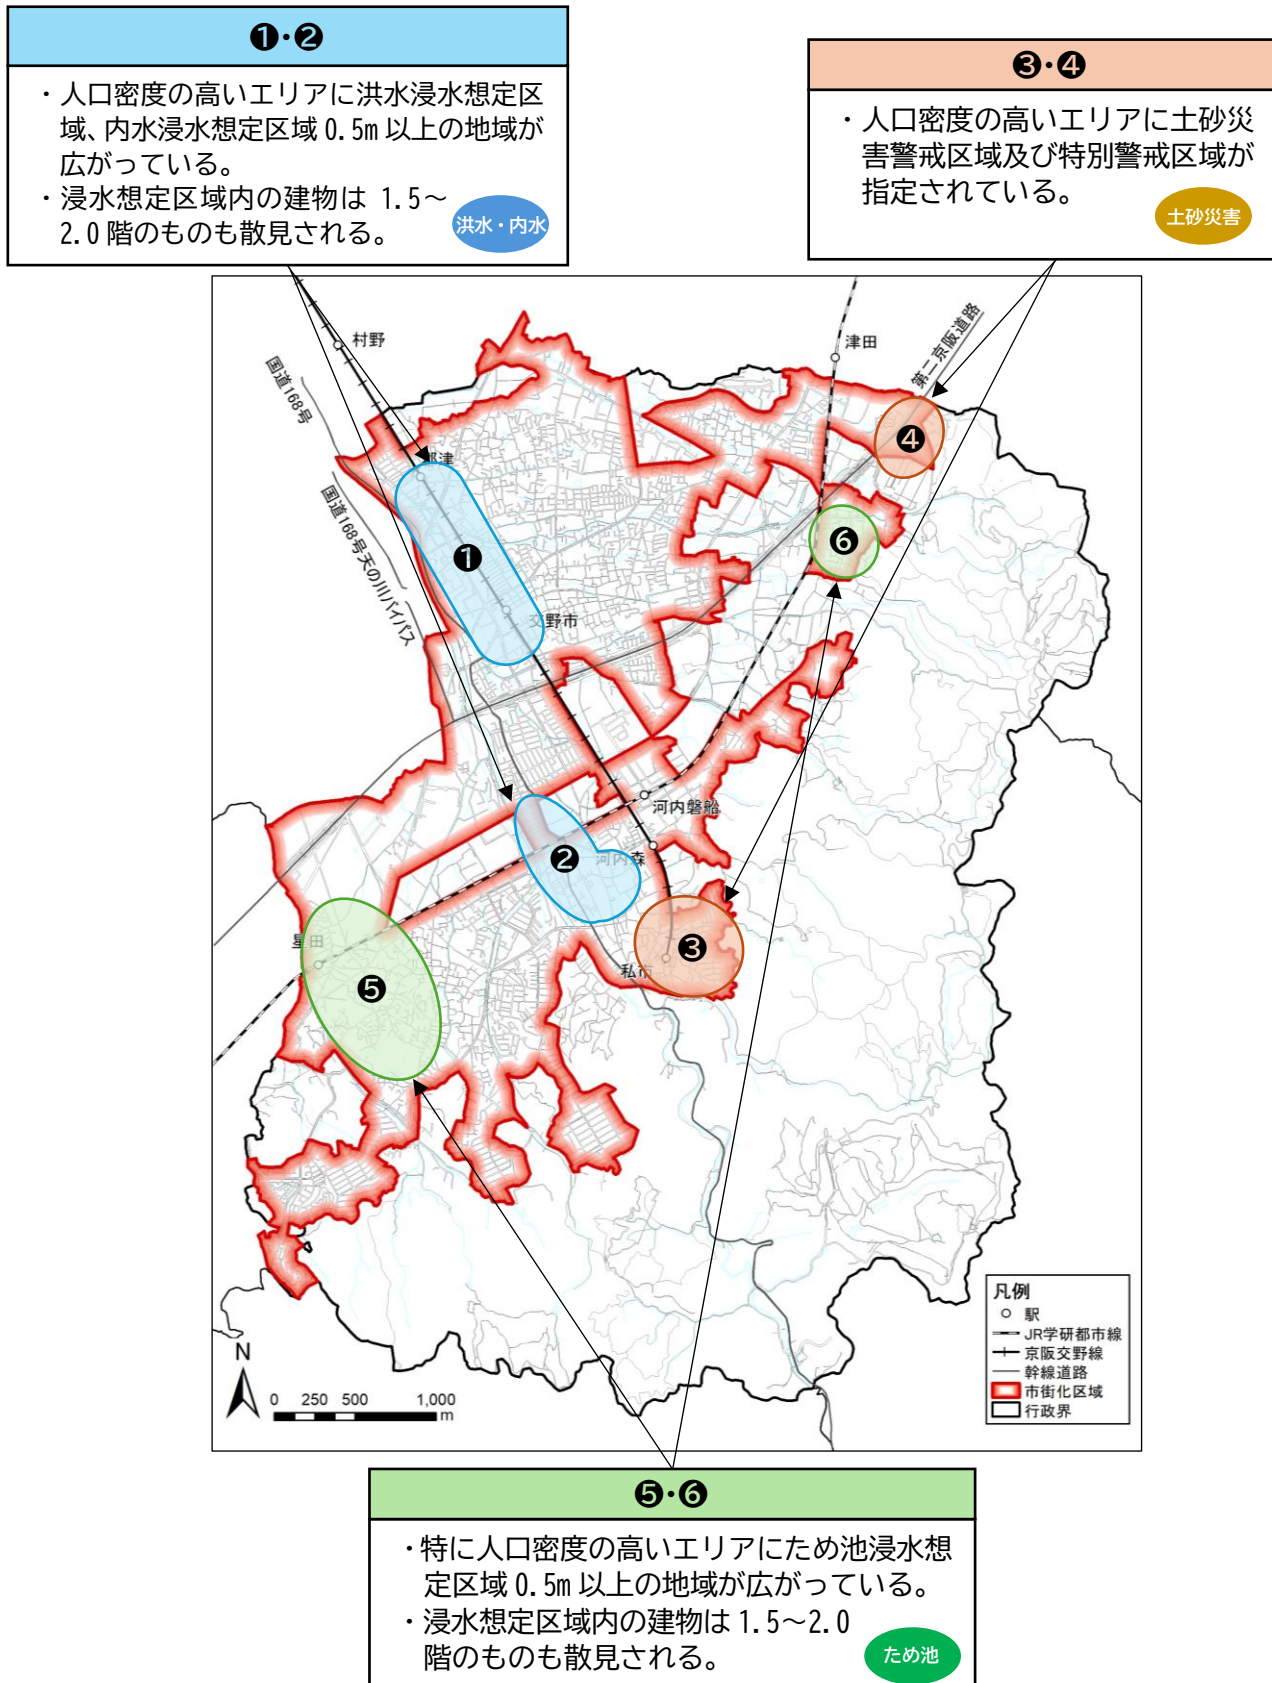 ❶・❷
・人口密度の高いエリアに洪水浸水想定区
域、内水浸水想定区域 0.5m 以上の地域が
広がっている。
・浸水想定区域内の建物は 1.5～
2.0 階のものも散見される。
洪水・内水
❸・❹
・人口密度の高いエリアに土砂災
害警戒区域及び特別警戒区域が
指定されている。
土砂災害
村野
津田
第二京阪道路
国道168号
国道168号天の川バイパス
郡津
❹
❻
❶
交野市
河内磐船
❷
河内森
❸
私市
星田
❺
凡例
駅
JR学研都市線
京阪交野線
幹線道路
市街化区域
行政界
N
0 250 500 1,000
m
❺・❻
・特に人口密度の高いエリアにため池浸水想
定区域 0.5m 以上の地域が広がっている。
・浸水想定区域内の建物は 1.5～2.0
階のものも散見される。
ため池